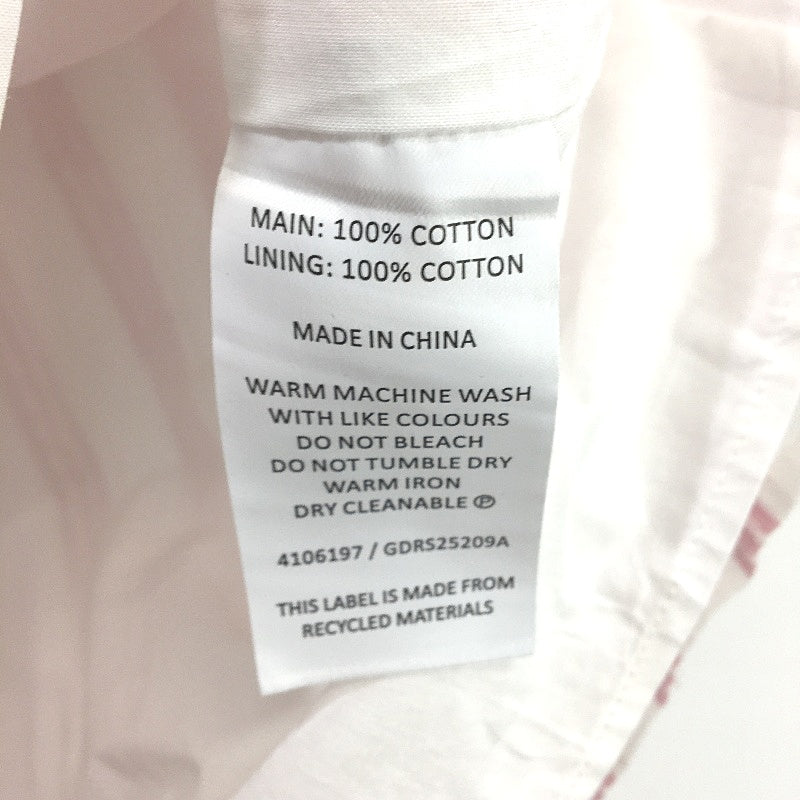 MAIN: 100% COTTON
LINING: 100% COTTON
MADE IN CHINA
WARM MACHINE WASH
WITH LIKE COLOURS
DO NOT BLEACH
DO NOT TUMBLE DRY
WARM IRON
DRY CLEANABLE Ⓟ
4106197 / GDRS25209A
THIS LABEL IS MADE FROM
RECYCLED MATERIALS